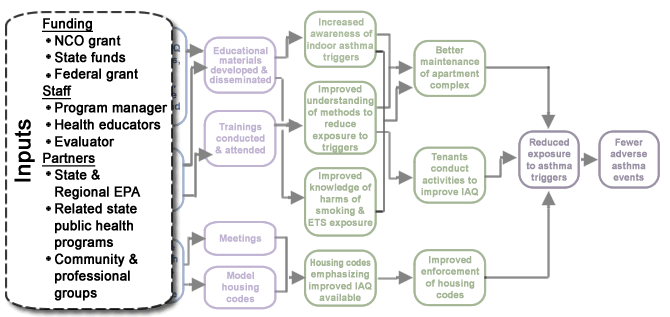 Inputs
Funding
• NCO grant
• State funds
• Federal grant
Staff
• Program manager
• Health educators
• Evaluator
Partners
• State &
Regional EPA
• Related state
public health
programs
• Community &
professional
groups
Educational
materials
developed &
disseminated
Trainings
conducted
& attended
Meetings
Model
housing
codes
Increased
awareness of
indoor asthma
triggers
Improved
understanding
of methods to
reduce
exposure to
triggers
Improved
knowledge of
harms of
smoking &
ETS exposure
Housing codes
emphasizing
improved IAQ
available
Better
maintenance
of apartment
complex
Tenants
conduct
activities to
improve IAQ
Improved
enforcement
of housing
codes
Reduced
exposure
to asthma
triggers
Fewer
adverse
asthma
events